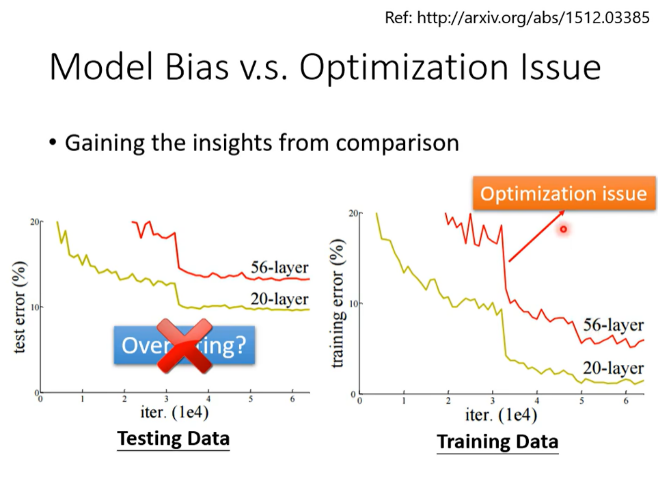 Ref: http://arxiv.org/abs/1512.03385
Model Bias v.s. Optimization Issue
• Gaining the insights from comparison
20
10
0
test error (%)
56-layer
20-layer
0 1 2 3 4 5 6
iter. (1e4)
Testing Data
Optimization issue
20
10
0
training error (%)
56-layer
20-layer
0 1 2 3 4 5 6
iter. (1e4)
Training Data